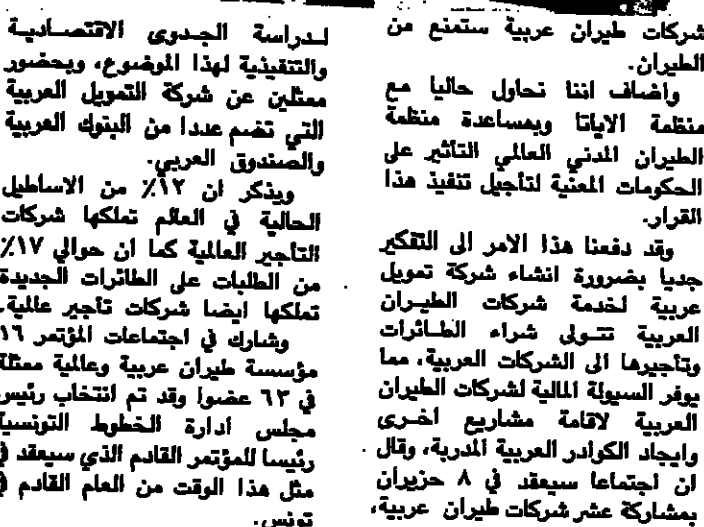 شركات طيران عربية ستمنع من
الطيران.
واضاف اننا نحاول حاليا مع
منظمة الاياتا وبمساعدة منظمة
الطيران المدني العالمي التأثير على
الحكومات المعنية لتأجيل تنفيذ هذا
القرار.
وقد دفعنا هذا الامر الى التفكير
جديا بضرورة انشاء شركة تمويل
عربية لخدمة شركات الطيـران
العربية تتـولى شراء الطـائرات
وتأجيرها الى الشركات العربية، مما
يوفر السيولة المالية لشركات الطيران
العربية لاقامة مشاريع اخـرى
وايجاد الكوادر العربية المدربة، وقال
ان اجتماعا سيعقد في ٨ حزيران
بمشاركة عشر شركات طيران عربية،
لـدراسة الجـدوى الاقتصـاديـة
والتنفيذية لهذا الموضوع، وبحضور
ممثلين عن شركة التمويل العربية
التي تضم عددا من البنوك العربية
والصندوق العربي.
ويذكر ان ١٢٪ من الاساطيل
الحالية في العالم تملكها شركات
التأجير العالمية كما ان حوالي ١٧٪
من الطلبات على الطائرات الجديدة
تملكها ايضا شركات تأجير عالمية.
وشارك في اجتماعات المؤتمر ١٦
مؤسسة طيران عربية وعالمية ممثلة
في ٦٣ عضوا وقد تم انتخاب رئيس
مجلس ادارة الخطوط التونسية
رئيسا للمؤتمر القادم الذي سيعقد في
مثل هذا الوقت من العام القادم في
تونس.